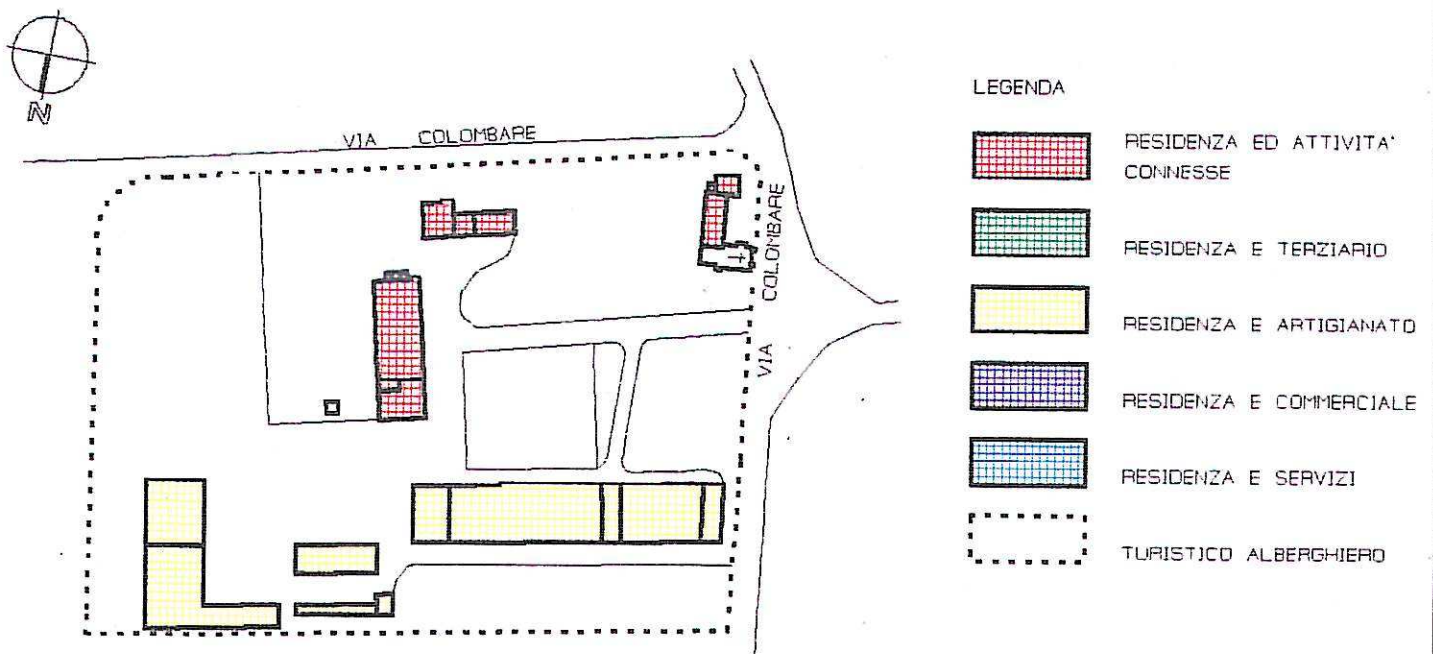 N
VIA COLOMBARE
VIA COLOMBARE
LEGENDA
RESIDENZA ED ATTIVITA'
CONNESSE
RESIDENZA E TERZIARIO
RESIDENZA E ARTIGIANATO
RESIDENZA E COMMERCIALE
RESIDENZA E SERVIZI
TURISTICO ALBERGHIERO